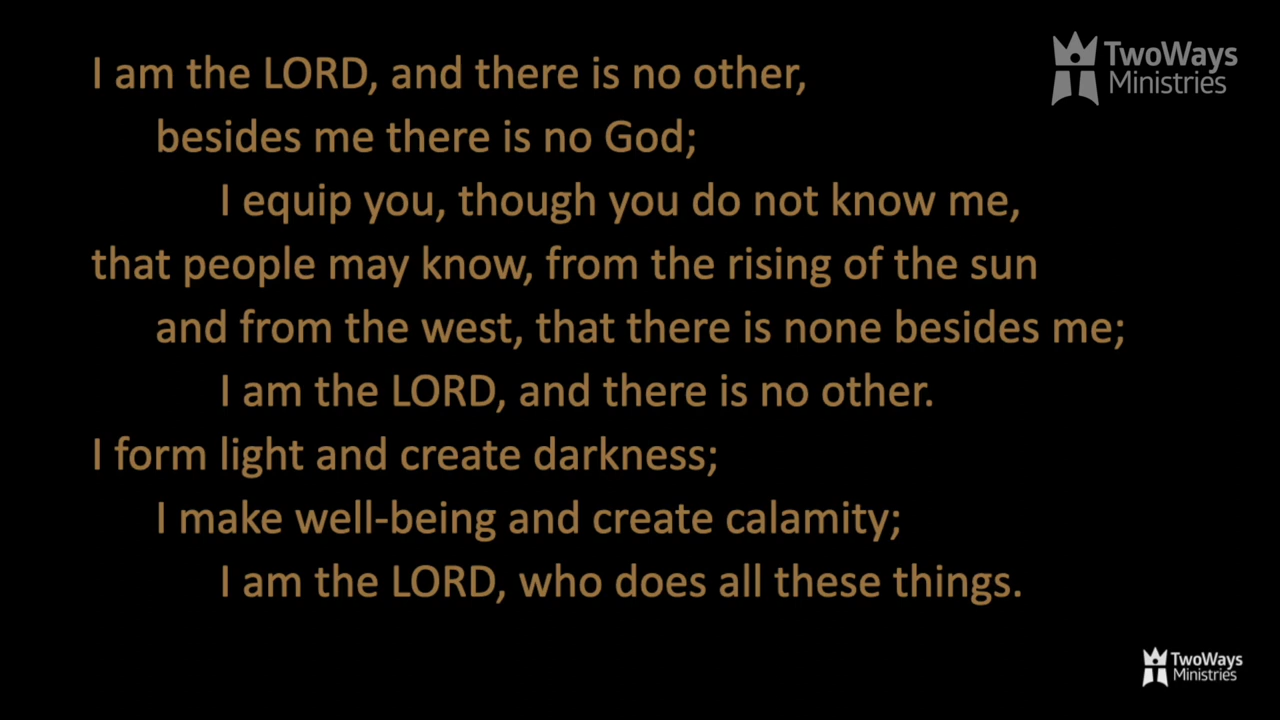 I am the LORD, and there is no other,
besides me there is no God;
I equip you, though you do not know me,
that people may know, from the rising of the sun
and from the west, that there is none besides me;
I am the LORD, and there is no other.
I form light and create darkness;
I make well-being and create calamity;
I am the LORD, who does all these things.
TwoWays
Ministries
TwoWays
Ministries